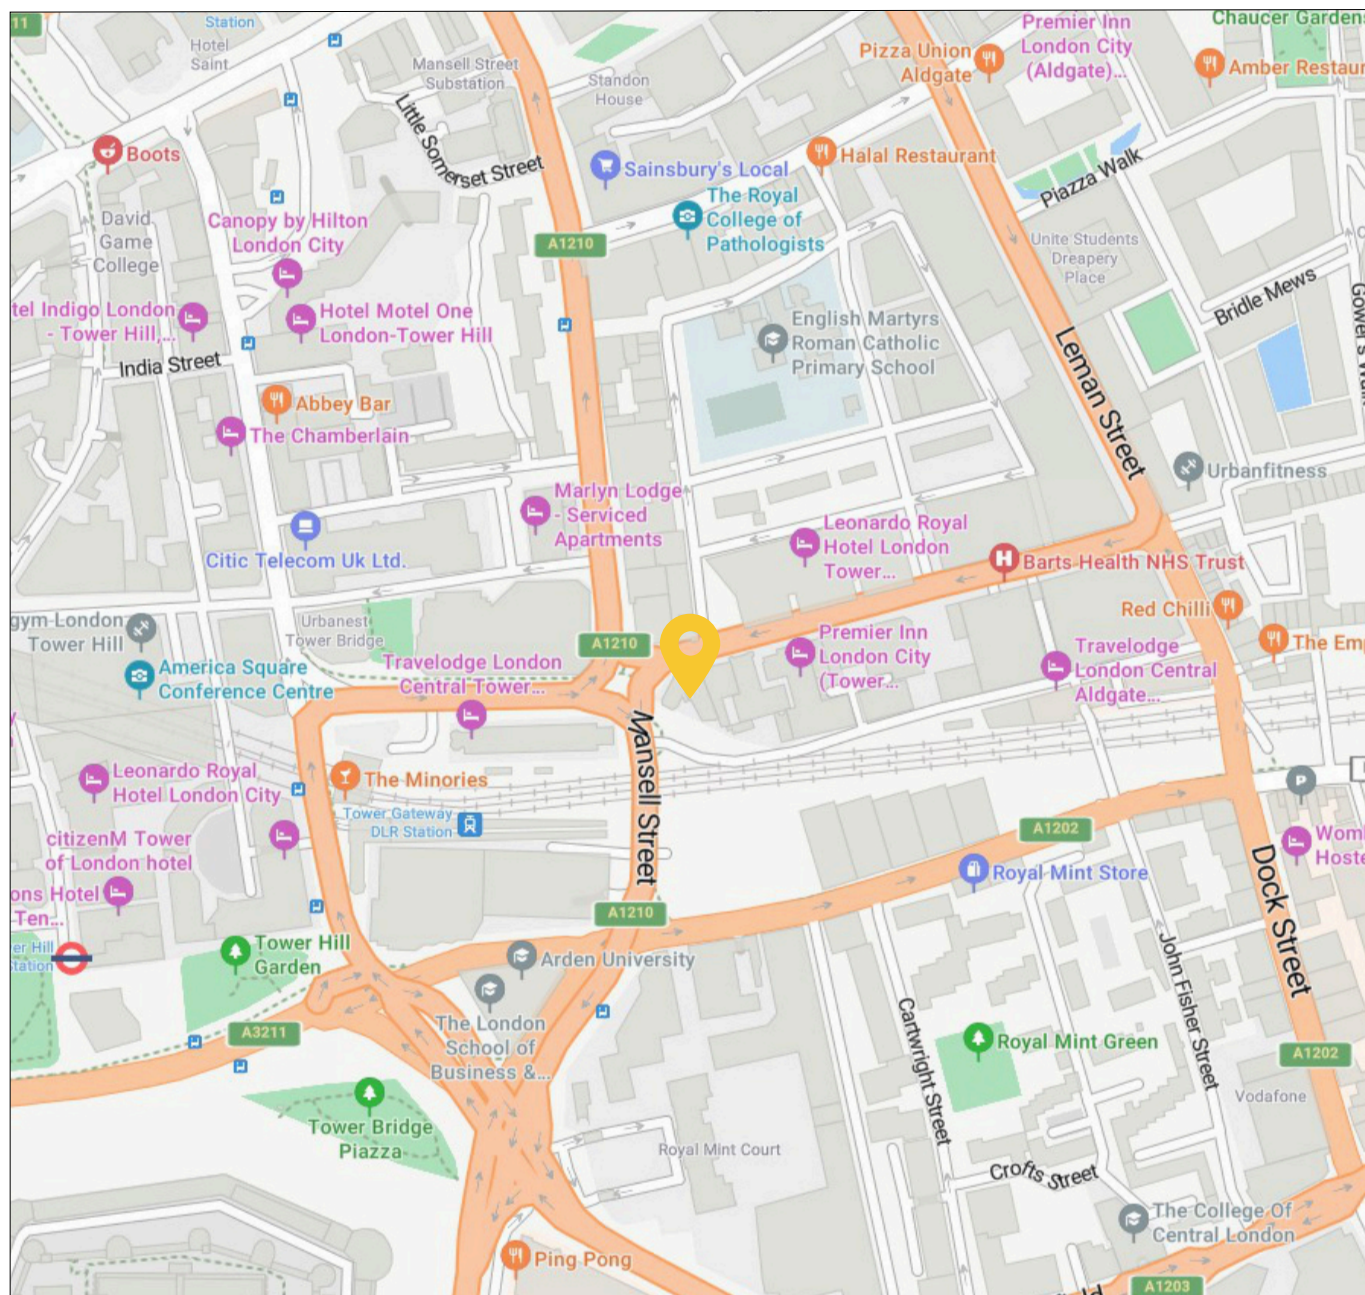 11
Station
Hotel
Saint
Mansell Street
Substation
Standon
House
Pizza Union
Aldgate
Premier Inn
London City
(Aldgate)...
Chaucer Gardens
Amber Restaur
Little Somerset Street
Boots
Sainsbury's Local
Halal Restaurant
Piazza Walk
The Royal
College of
Pathologists
David
Game
College
Canopy by Hilton
London City
A1210
Unite Students
Dreapery
Place
Bridle Mews
Gower's Walk
tel Indigo London
- Tower Hill,...
Hotel Motel One
London-Tower Hill
English Martyrs
Roman Catholic
Primary School
India Street
Leman Street
Abbey Bar
The Chamberlain
Urbanfitness
Marlyn Lodge
- Serviced
Apartments
Citic Telecom Uk Ltd.
Leonardo Royal
Hotel London
Tower...
Barts Health NHS Trust
Red Chilli
gym-London
Tower Hill
Urbanest
Tower Bridge
A1210
Premier Inn
London City
(Tower...
Travelodge
London Central
Aldgate...
The Emp
America Square
Conference Centre
Travelodge London
Central Tower...
Mansell Street
Leonardo Royal
Hotel London City
The Minories
P
Tower Gateway
DLR Station
A1202
citizenM Tower
of London hotel
Royal Mint Store
Dock Street
Hoste
ons Hotel
Ten...
A1210
er Hill
Station
Tower Hill
Garden
Arden University
John Fisher Street
The London
School of
Business &...
Cartwright Street
A3211
Royal Mint Green
A1202
Vodafone
Tower Bridge
Piazza
Royal Mint Court
Crofts Street
The College Of
Central London
Ping Pong
A1203